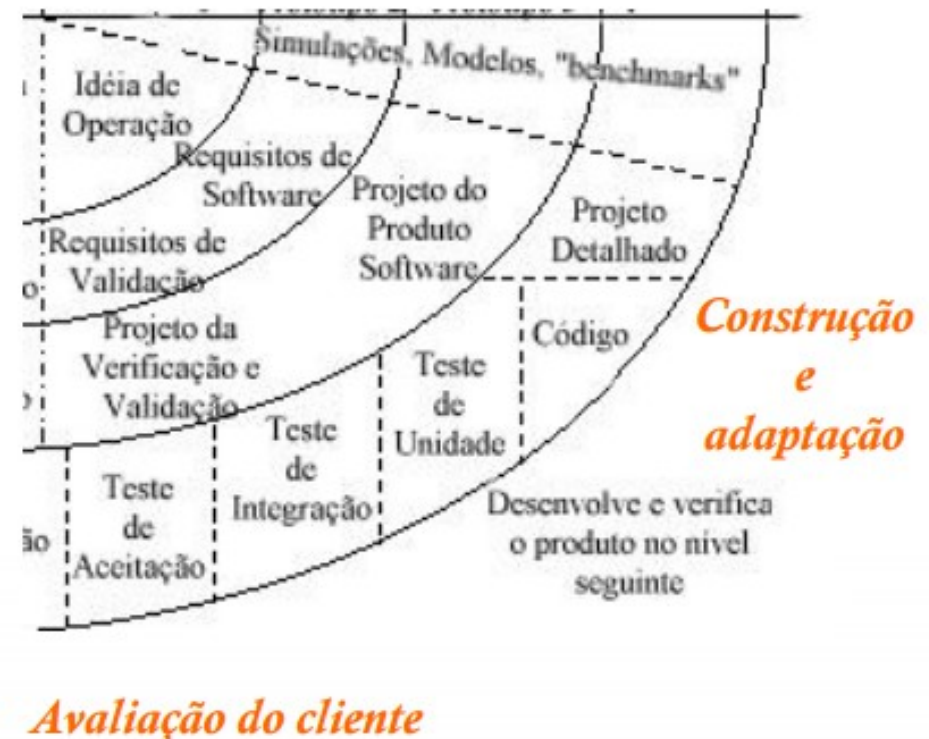 Simulações, Modelos, "benchmarks"
Idéia de
Operação
Requisitos de
Software
Projeto do
Produto
Software
Projeto
Detalhado
Requisitos de
Validação
Projeto da
Verificação e
Validação
Código
Construção
e
adaptação
Teste
de
Unidade
Teste
de
Integração
Teste
de
Aceitação
ão
Desenvolve e verifica
o produto no nivel
seguinte
Avaliação do cliente